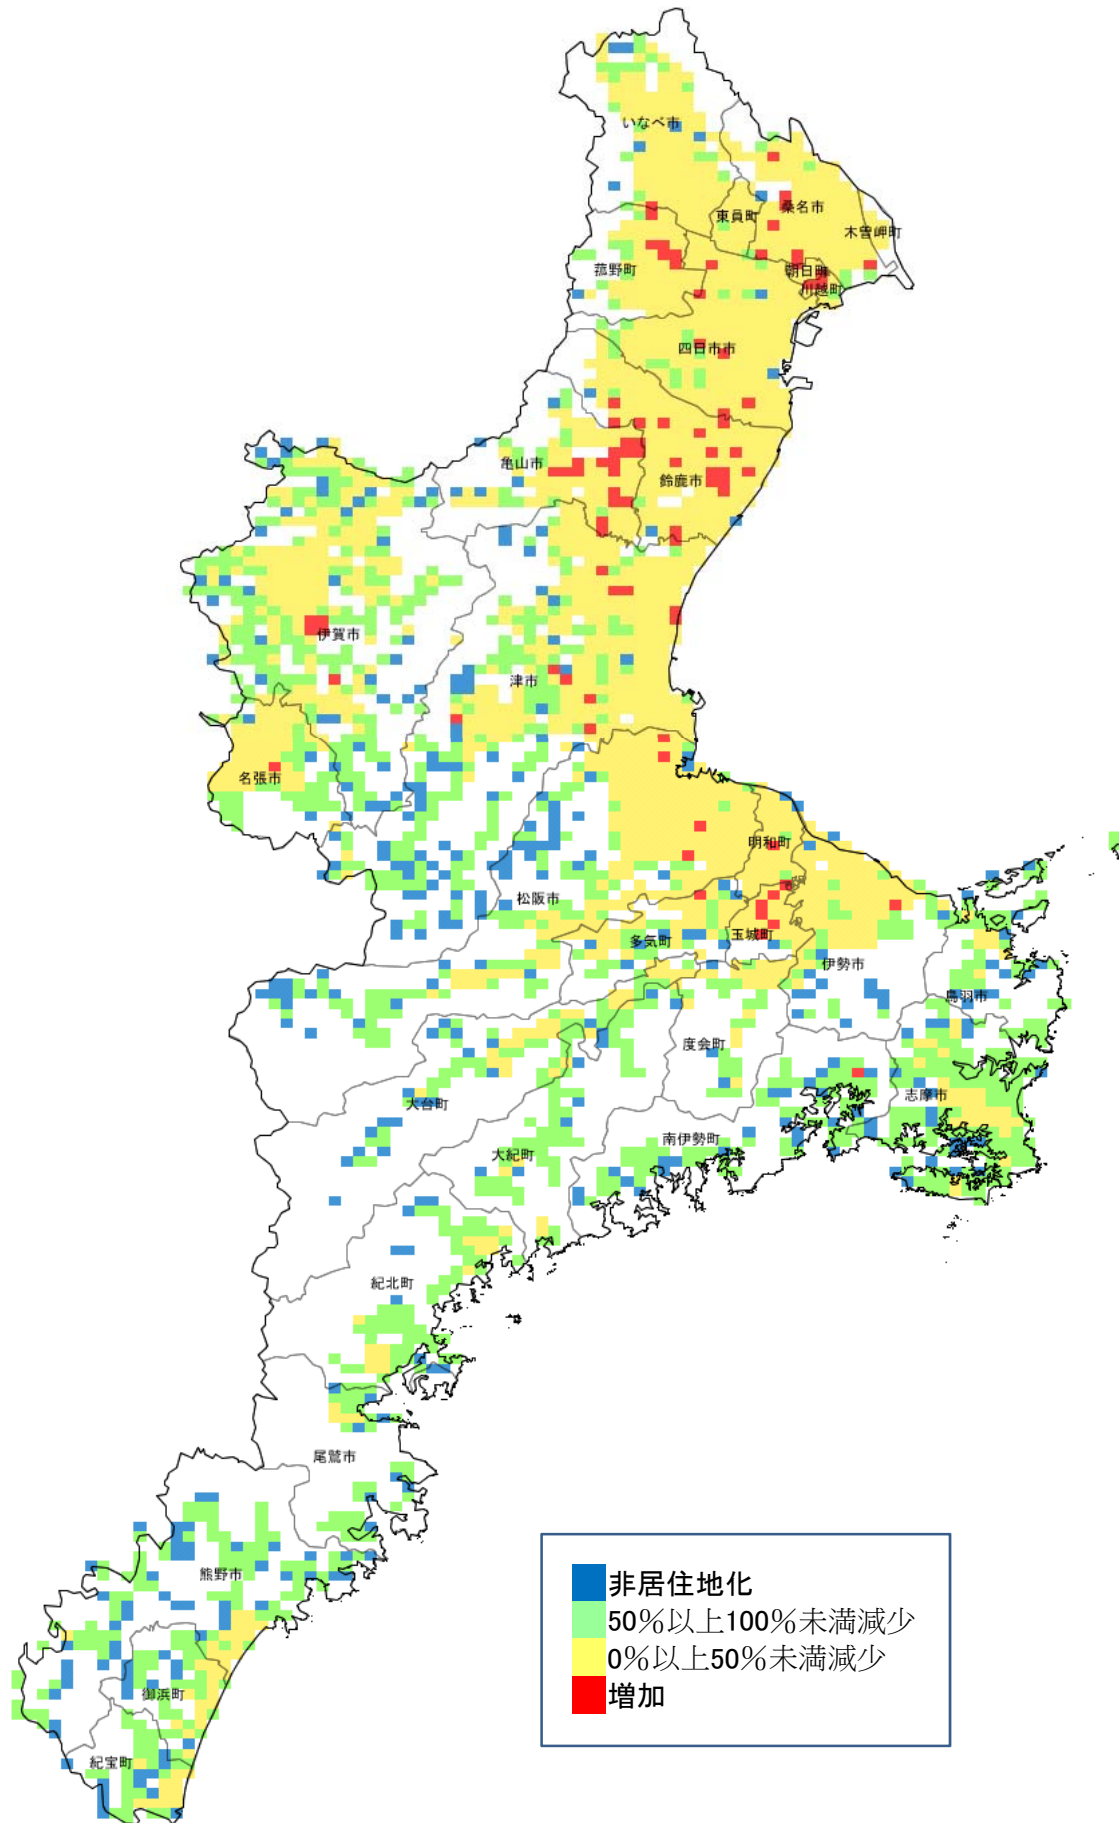 いなべ市
東員町
桑名市
木曽岬町
菰野町
朝日町
川越町
四日市市
亀山市
鈴鹿市
伊賀市
津市
名張市
明和町
松阪市
多気町
玉城町
伊勢市
鳥羽市
度会町
大台町
志摩市
南伊勢町
大紀町
紀北町
尾鷲市
熊野市
御浜町
紀宝町
非居住地化
50%以上100%未満減少
0%以上50%未満減少
増加